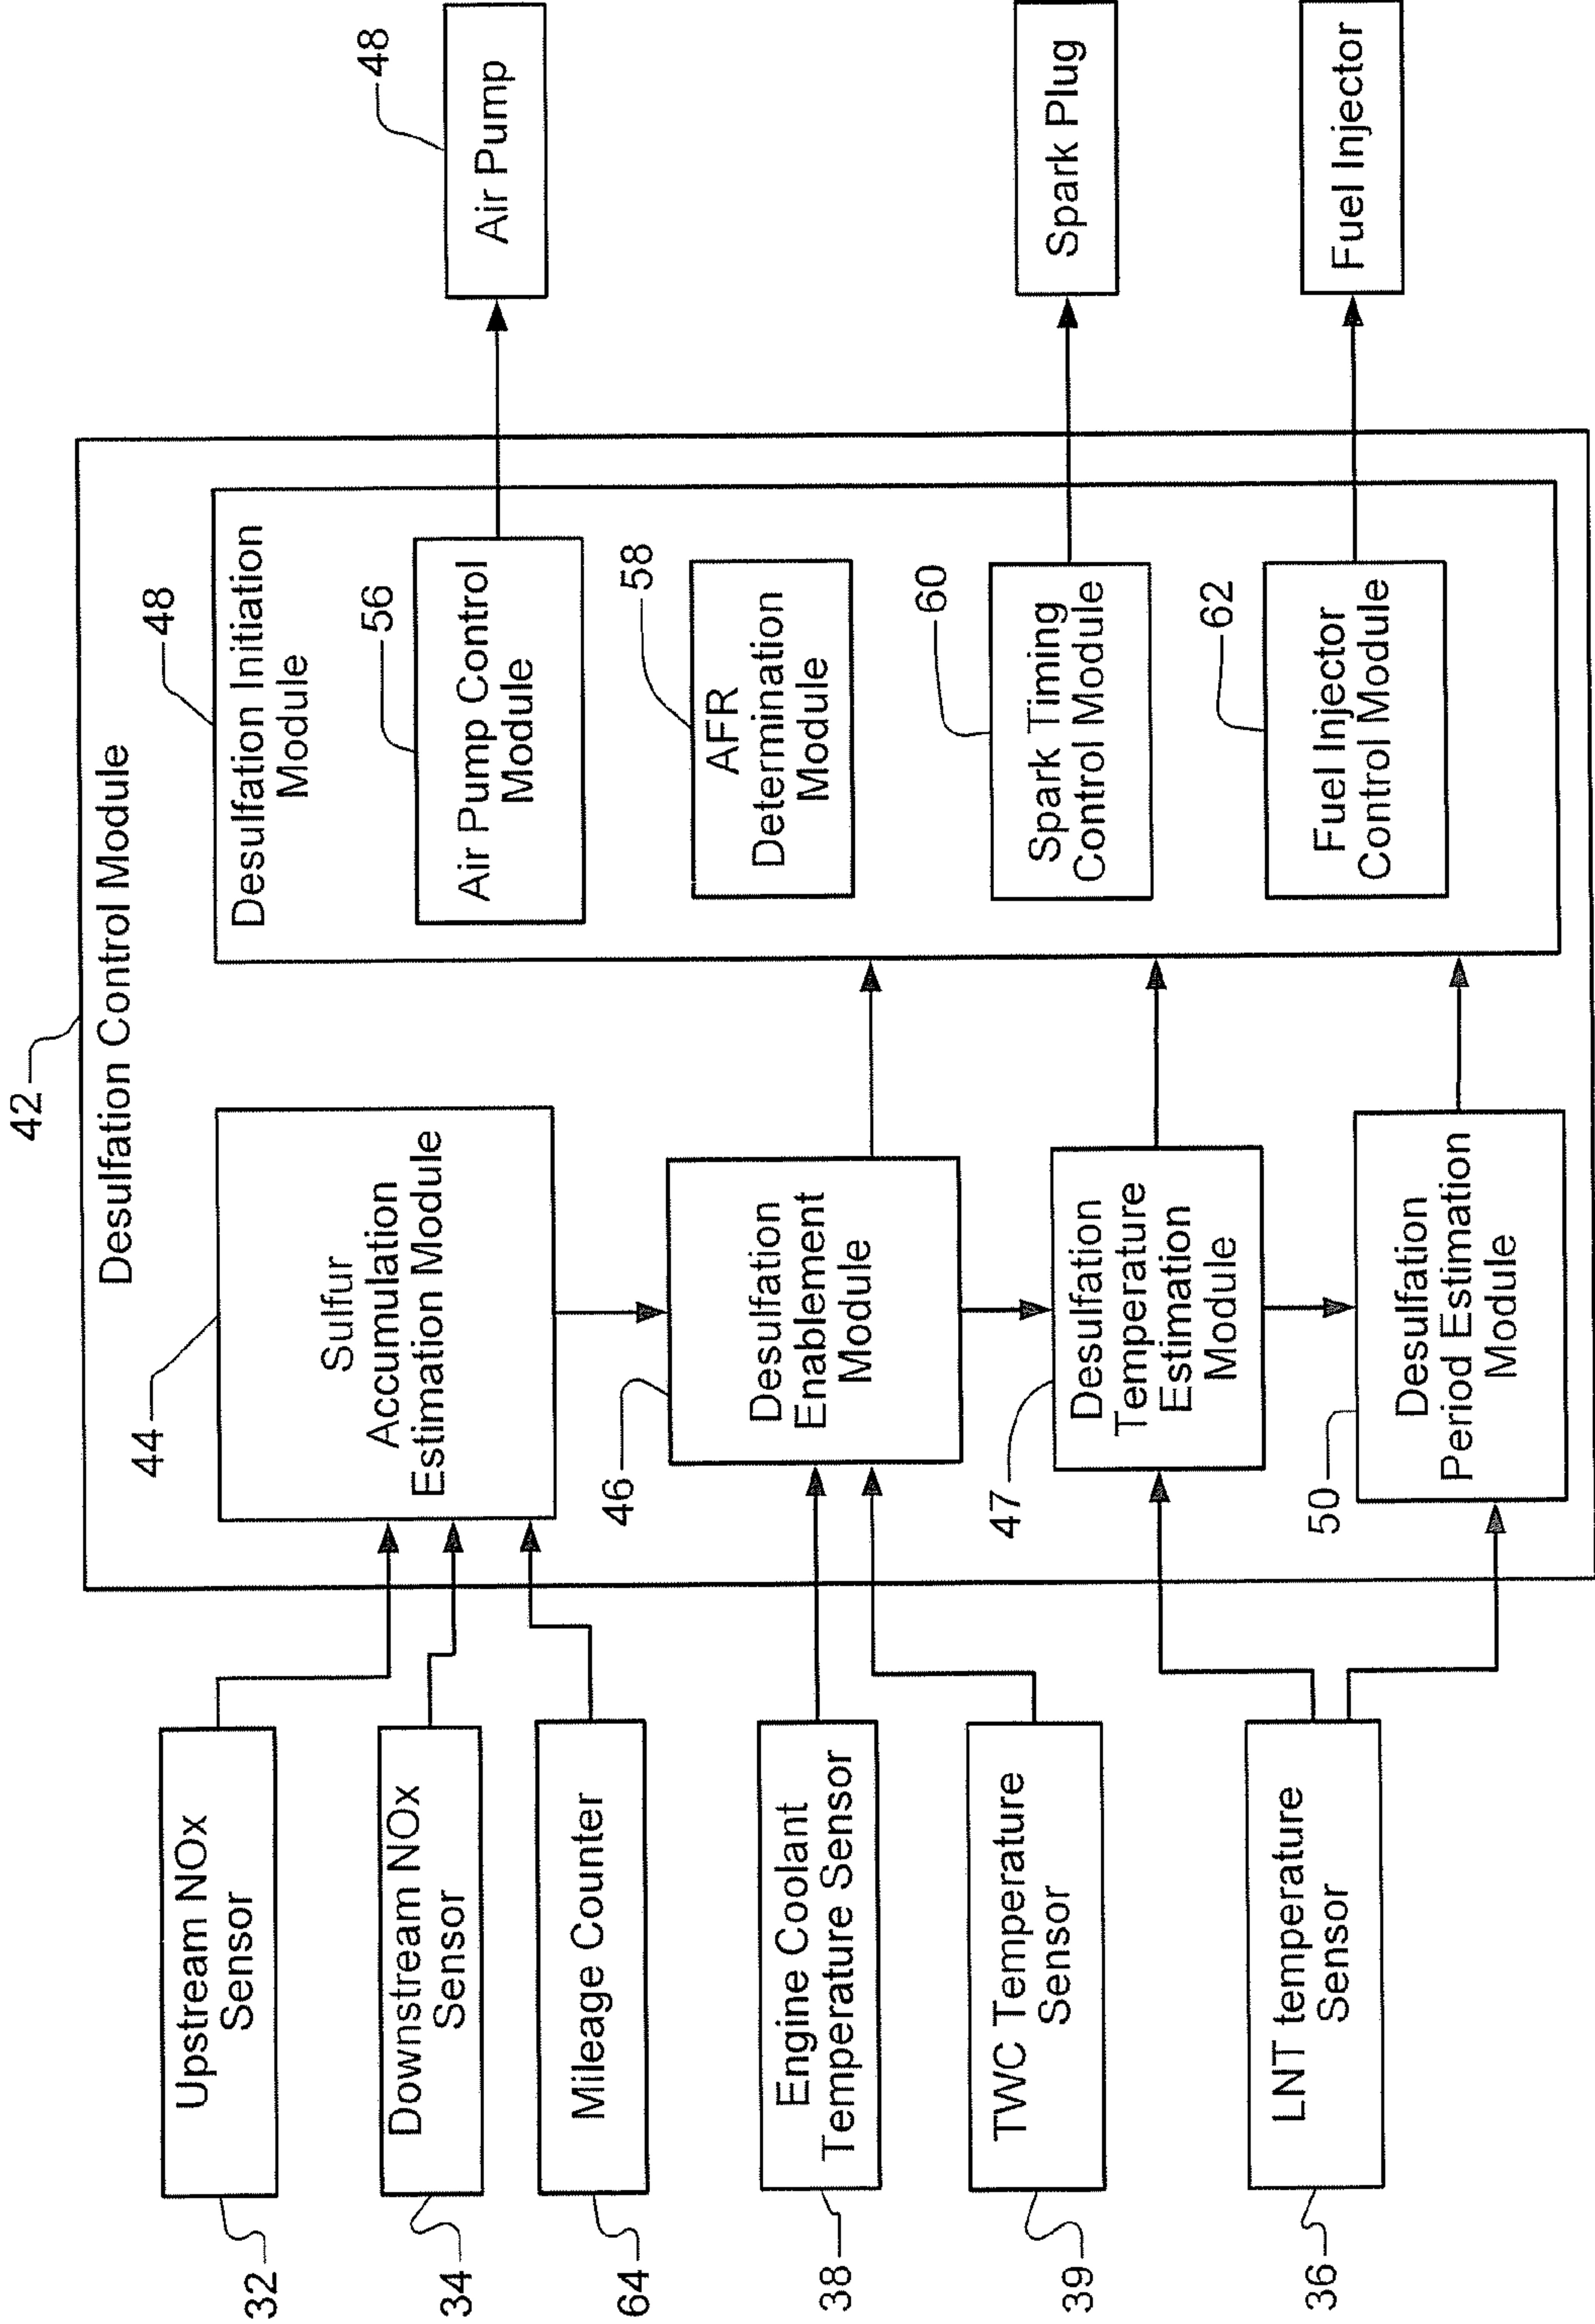 42
Desulfation Control Module
32
Upstream NOx
Sensor
34
Downstream NOx
Sensor
64
Mileage Counter
38
Engine Coolant
Temperature Sensor
39
TWC Temperature
Sensor
36
LNT temperature
Sensor
44
Sulfur
Accumulation
Estimation Module
46
Desulfation
Enablement
Module
47
Desulfation
Temperature
Estimation
Module
50
Desulfation
Period Estimation
Module
48
Desulfation Initiation
Module
56
Air Pump Control
Module
58
AFR
Determination
Module
60
Spark Timing
Control Module
62
Fuel Injector
Control Module
48
Air Pump
Spark Plug
Fuel Injector